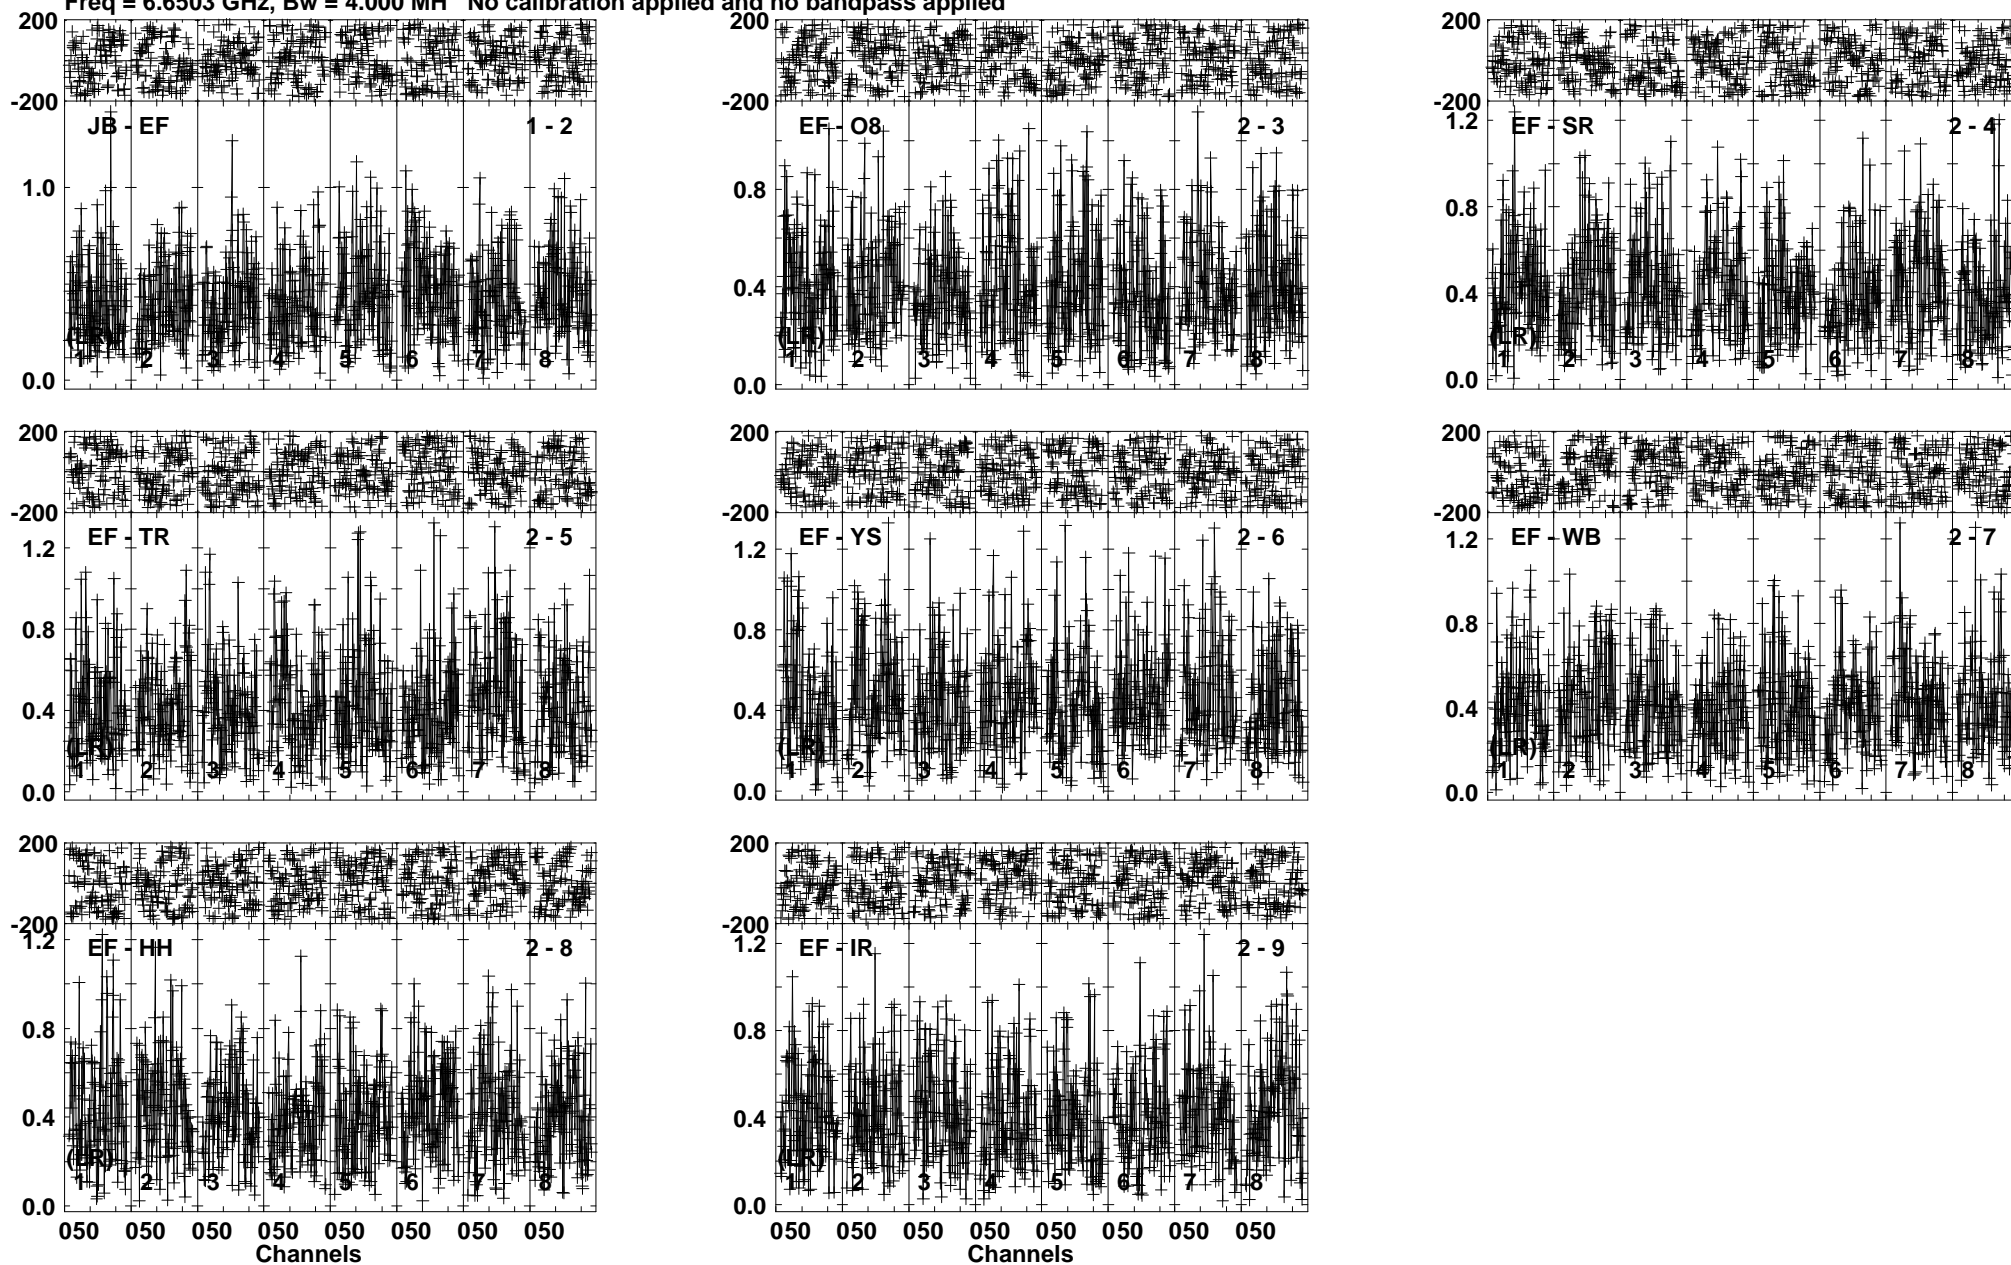 Freq = 6.6503 GHz, Bw = 4.000 MH No calibration applied and no bandpass applied
200
-200
JB - EF
1 - 2
1.0
0.0
(LR)
1 2 3 4 5 6 7 8
200
-200
EF - O8
2 - 3
0.8
0.4
0.0
(LR)
1 2 3 4 5 6 7 8
200
-200
EF - SR
2 - 4
1.2
0.8
0.4
0.0
(LR)
1 2 3 4 5 6 7 8
200
-200
EF - TR
2 - 5
1.2
0.8
0.4
0.0
(LR)
1 2 3 4 5 6 7 8
200
-200
EF - YS
2 - 6
1.2
0.8
0.4
0.0
(LR)
1 2 3 4 5 6 7 8
200
-200
EF - WB
2 - 7
1.2
0.8
0.4
0.0
(LR)
1 2 3 4 5 6 7 8
200
-200
EF - HH
2 - 8
1.2
0.8
0.4
0.0
(LR)
1 2 3 4 5 6 7 8
050 050 050 050 050 050 050 050
Channels
200
-200
EF - IR
2 - 9
1.2
0.8
0.4
0.0
(LR)
1 2 3 4 5 6 7 8
050 050 050 050 050 050 050 050
Channels